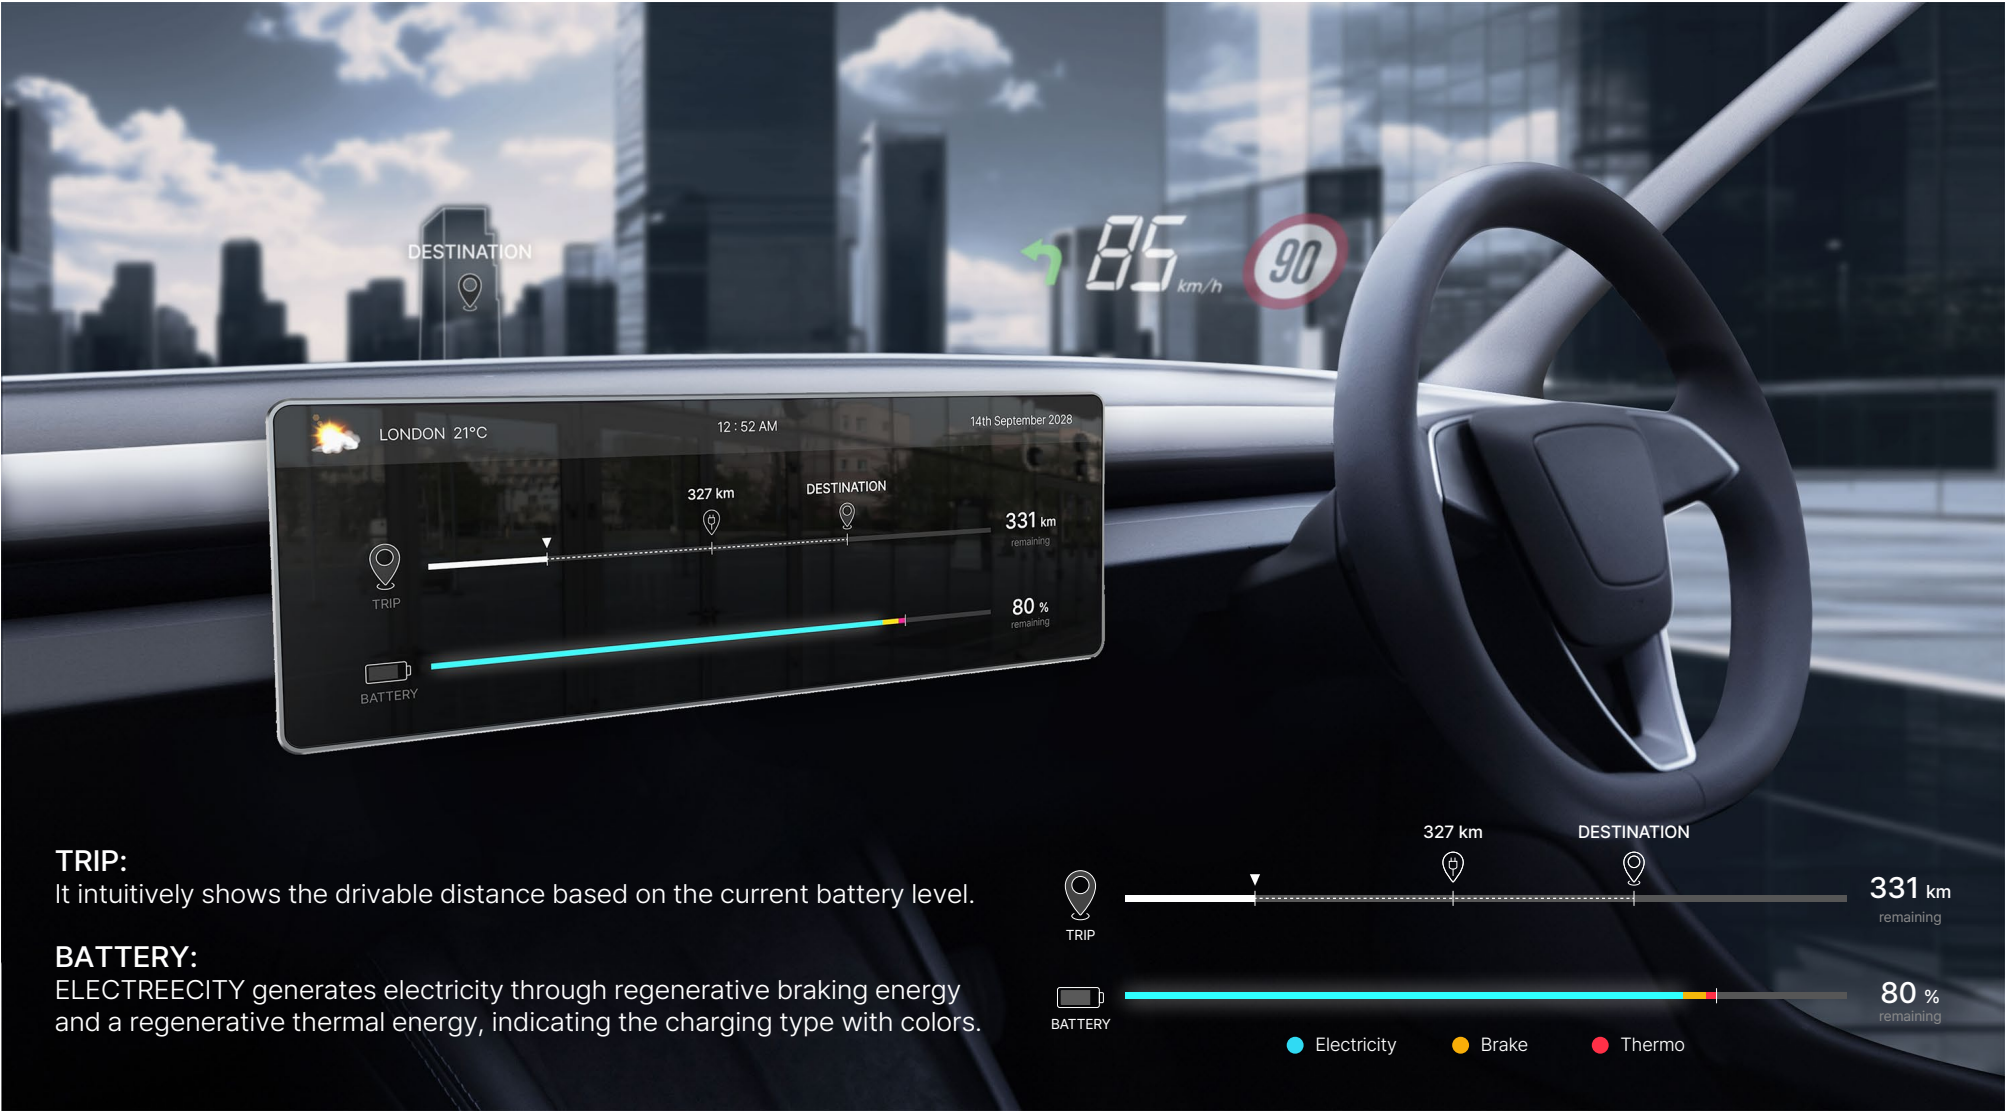 DESTINATION
85 km/h
90
LONDON 21°C
12 : 52 AM
14th September 2028
327 km
DESTINATION
331 km
remaining
TRIP
80 %
remaining
BATTERY
TRIP:
It intuitively shows the drivable distance based on the current battery level.
BATTERY:
ELECTREECITY generates electricity through regenerative braking energy
and a regenerative thermal energy, indicating the charging type with colors.
327 km
DESTINATION
331 km
remaining
TRIP
80 %
remaining
BATTERY
Electricity
Brake
Thermo